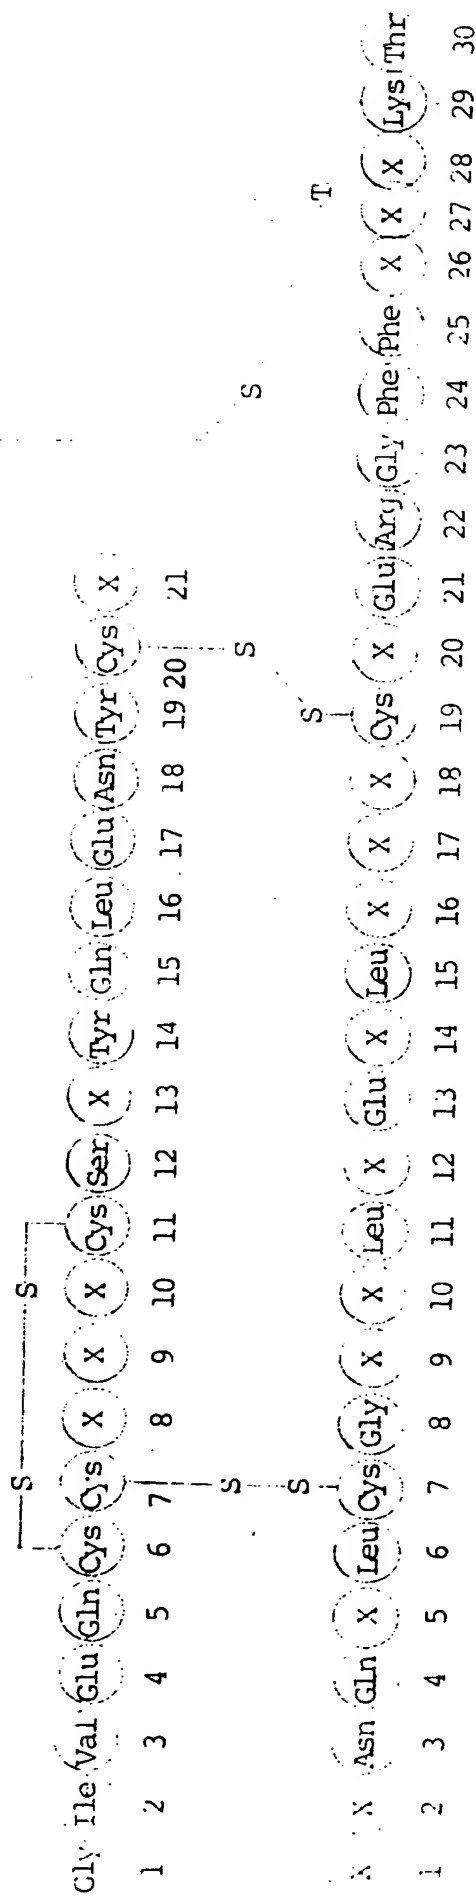 S S
Gly Ile Val Glu Gln Cys Cys X X X Cys Ser X Tyr Gln Leu Glu Asn Tyr Cys X
1 2 3 4 5 6 7 8 9 10 11 12 13 14 15 16 17 18 19 20 21
S S
S S
S
T
X X Asn Gln X Leu Cys Gly X X Leu X Glu X Leu X X X Cys X Glu Arg Gly Phe Phe X X X Lys Thr
1 2 3 4 5 6 7 8 9 10 11 12 13 14 15 16 17 18 19 20 21 22 23 24 25 26 27 28 29 30